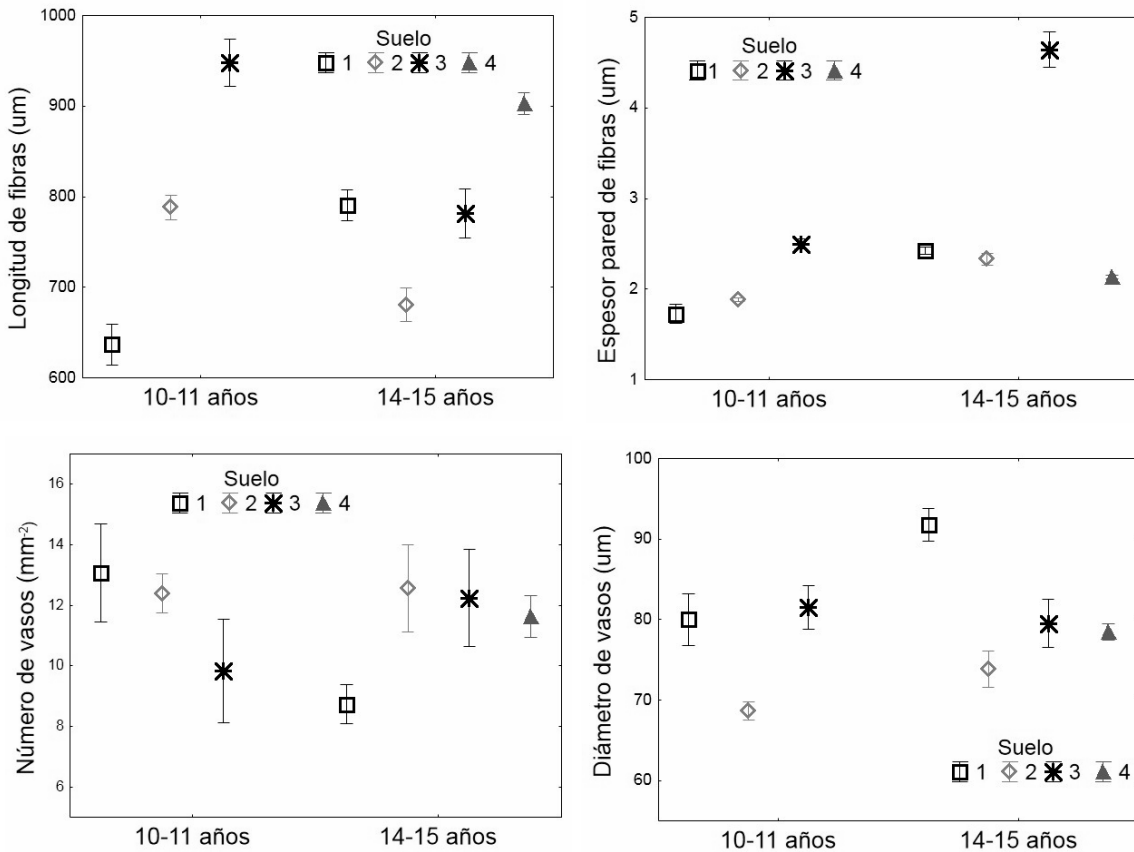 Longitud de fibras (um)
1000
900
800
700
600
Suelo
1 2 3 4
10-11 años 14-15 años
Espesor pared de fibras (um)
5
4
3
2
1
Suelo
1 2 3 4
10-11 años 14-15 años
Número de vasos (mm⁻²)
16
14
12
10
8
6
Suelo
1 2 3 4
10-11 años 14-15 años
Diámetro de vasos (um)
100
90
80
70
60
Suelo
1 2 3 4
10-11 años 14-15 años